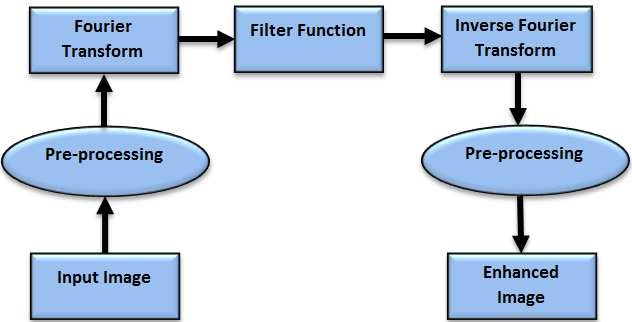 Fourier
Transform
Filter Function
Inverse Fourier
Transform
Pre-processing
Pre-processing
Input Image
Enhanced
Image